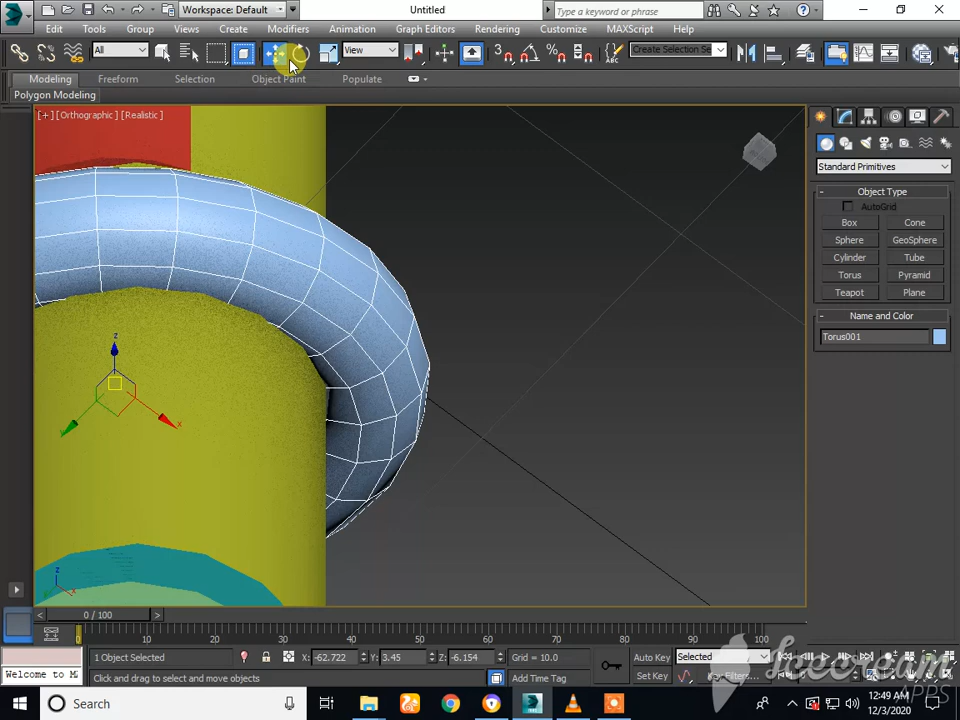 Workspace: Default
Untitled
Type a keyword or phrase
Edit Tools Group Views Create Modifiers Animation Graph Editors Rendering Customize MAXScript Help
All
View
Create Selection Se
Modeling Freeform Selection Object Paint Populate
Polygon Modeling
[+] [Orthographic] [Realistic]
Standard Primitives
Object Type
AutoGrid
Box Cone
Sphere GeoSphere
Cylinder Tube
Torus Pyramid
Teapot Plane
Name and Color
Torus001
z
x
y
z
x
0 / 100
0 10 20 30 40 50 60 70 80 90 100
1 Object Selected X: -62.722 Y: 3.45 Z: -6.154 Grid = 10.0 Auto Key Selected
Welcome to M Click and drag to select and move objects Add Time Tag Set Key Key Filters...
IceCream
APPS
Search
12:49 AM
12/3/2020